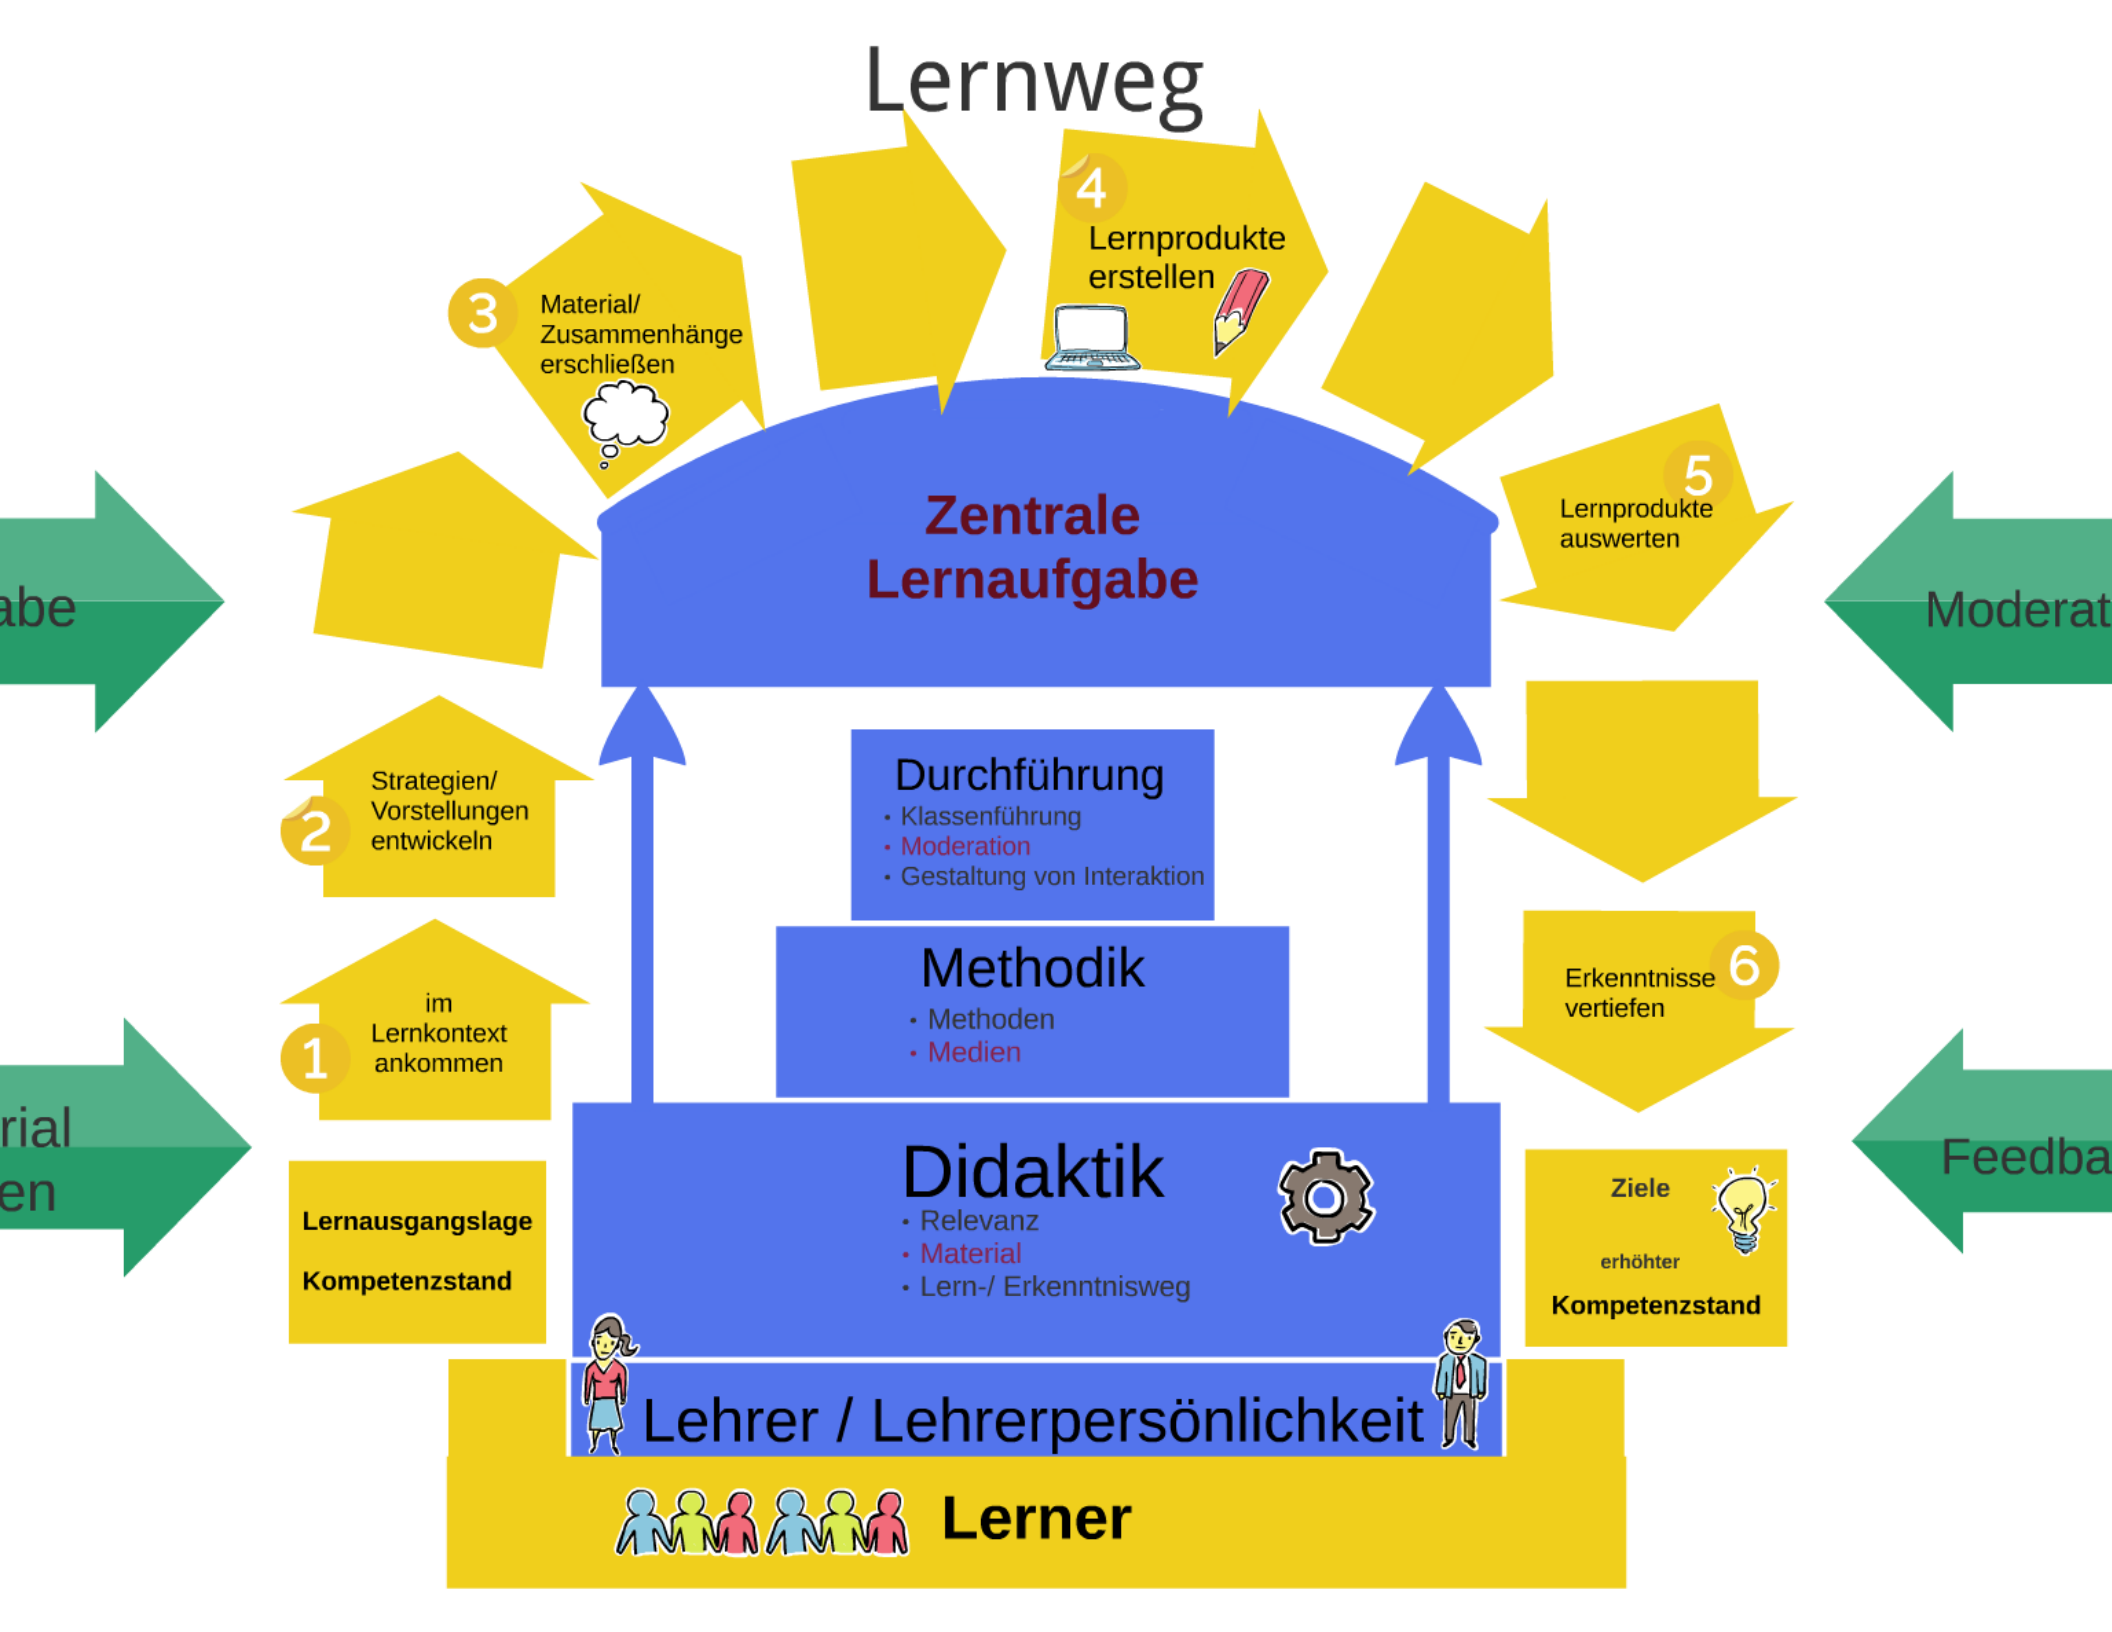 Lernweg
4
Lernprodukte
erstellen
3
Material/
Zusammenhänge
erschließen
5
Lernprodukte
auswerten
Zentrale
Lernaufgabe
abe
Moderat
2
Strategien/
Vorstellungen
entwickeln
Durchführung
• Klassenführung
• Moderation
• Gestaltung von Interaktion
1
im
Lernkontext
ankommen
Methodik
• Methoden
• Medien
6
Erkenntnisse
vertiefen
rial
en
Feedba
Lernausgangslage
Kompetenzstand
Didaktik
• Relevanz
• Material
• Lern-/ Erkenntnisweg
Ziele
erhöhter
Kompetenzstand
Lehrer / Lehrerpersönlichkeit
Lerner